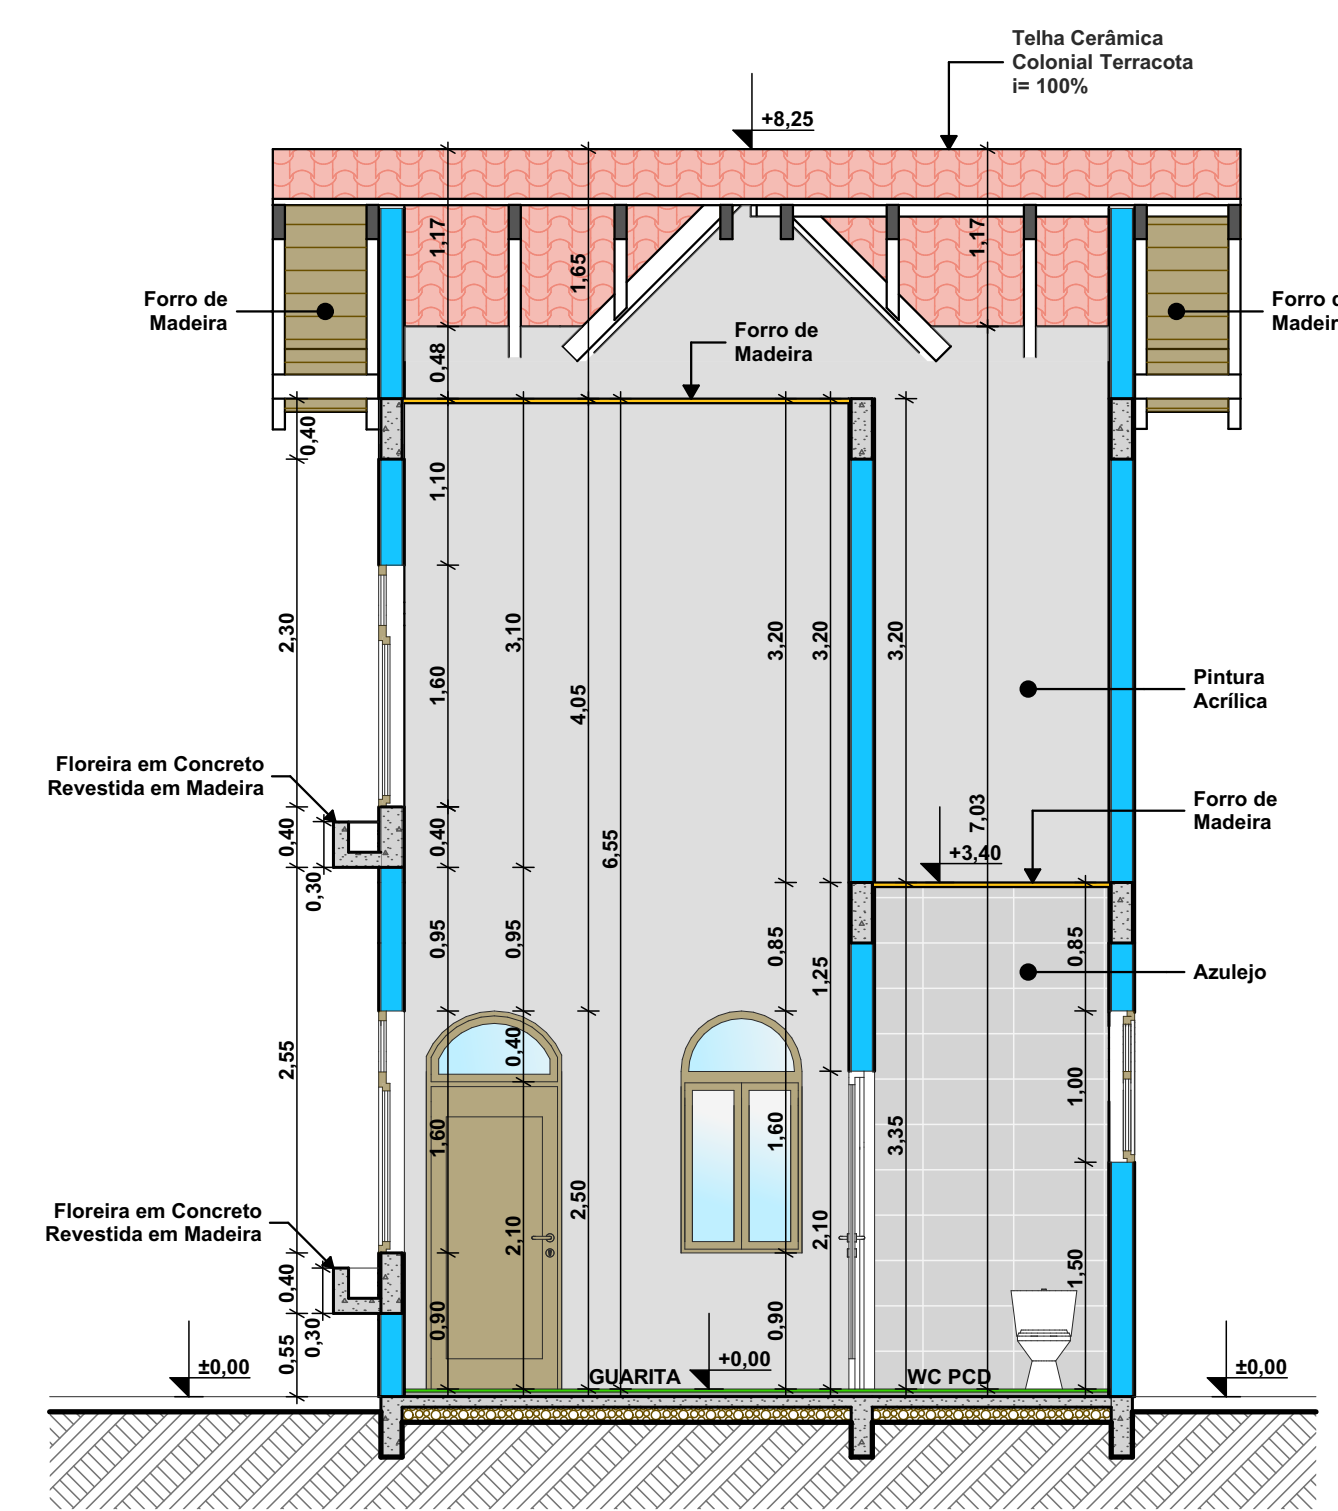 Telha Cerâmica
Colonial Terracota
i= 100%
+8,25
1,17
1,65
1,17
Forro de
Madeira
Forro de
Madeira
0,48
0,40
1,10
2,30
1,60
3,10
4,05
6,55
3,20
3,20
3,20
7,03
Pintura
Acrílica
Floreira em Concreto
Revestida em Madeira
0,40
0,30
0,40
Forro de
Madeira
+3,40
0,95
0,95
0,85
1,25
0,85
Azulejo
2,55
0,40
1,60
2,10
2,50
1,60
2,10
3,35
1,00
1,50
Floreira em Concreto
Revestida em Madeira
0,40
0,30
0,55
0,90
0,90
±0,00
GUARITA
+0,00
WC PCD
±0,00